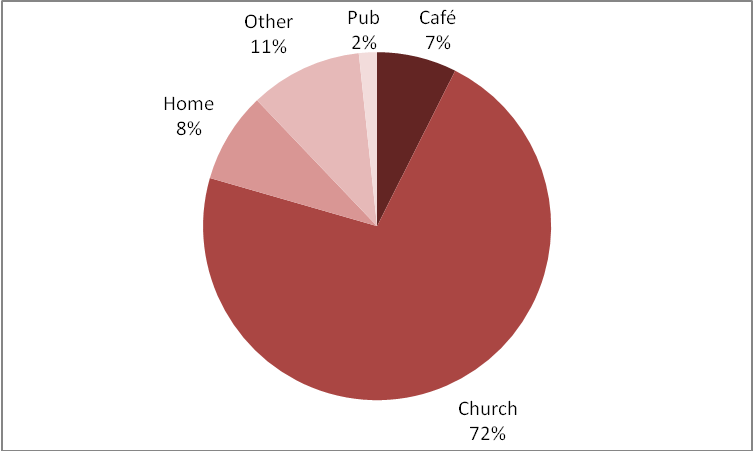 Pub
2%
Café
7%
Other
11%
Home
8%
Church
72%